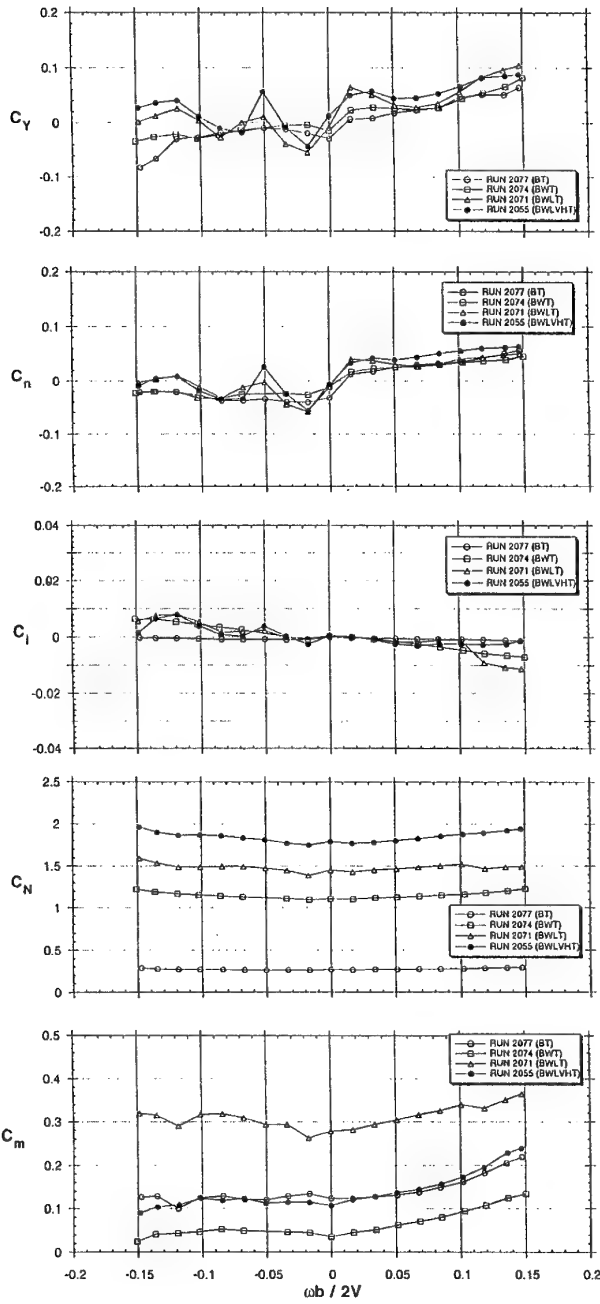 0.2
0.1
C_Y
0
-0.1
-0.2
RUN 2077 (BT)
RUN 2074 (BWT)
RUN 2071 (BWLT)
RUN 2055 (BWLVHT)
0.2
0.1
C_n
0
-0.1
-0.2
RUN 2077 (BT)
RUN 2074 (BWT)
RUN 2071 (BWLT)
RUN 2055 (BWLVHT)
0.04
0.02
C_l
0
-0.02
-0.04
RUN 2077 (BT)
RUN 2074 (BWT)
RUN 2071 (BWLT)
RUN 2055 (BWLVHT)
2.5
2
1.5
C_N
1
0.5
0
RUN 2077 (BT)
RUN 2074 (BWT)
RUN 2071 (BWLT)
RUN 2055 (BWLVHT)
0.5
0.4
0.3
C_m
0.2
0.1
0
RUN 2077 (BT)
RUN 2074 (BWT)
RUN 2071 (BWLT)
RUN 2055 (BWLVHT)
-0.2 -0.15 -0.1 -0.05 0 0.05 0.1 0.15 0.2
ωb / 2V